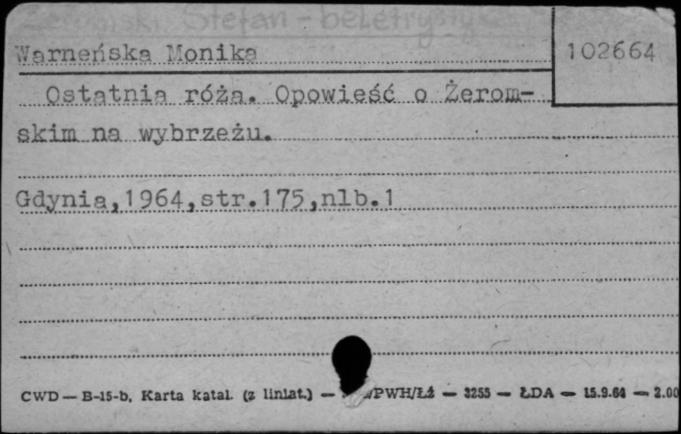 Żeromski Stefan - beletrystyka
Warneńska Monika
102664
Ostatnia róża. Opowieść o Żerom-
skim na wybrzeżu.
Gdynia,1964,str.175,nlb.1
CWD — B-15-b, Karta katal. (z liniat.) — /PWH/Łź — 3255 — ŁDA — 15.9.64 — 2.00